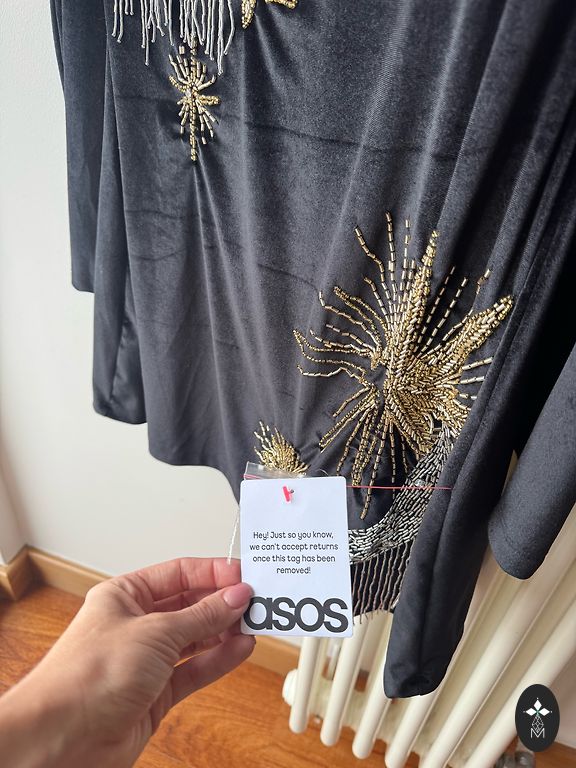 Hey! Just so you know,
we can't accept returns
once this tag has been
removed!
asos
M